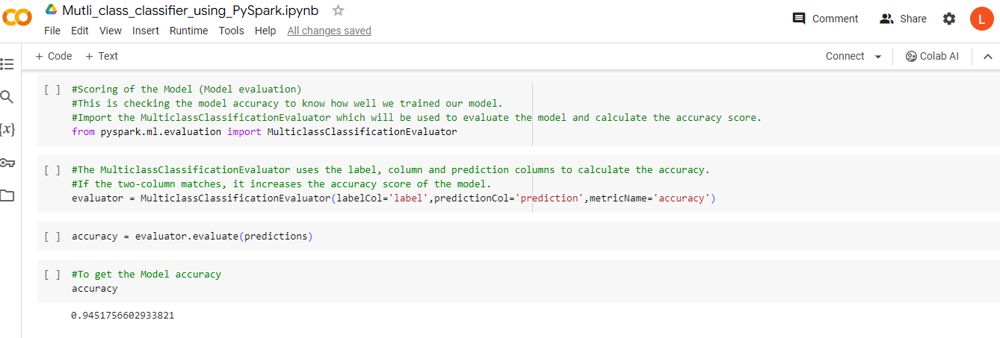 Mutli_class_classifier_using_PySpark.ipynb
File Edit View Insert Runtime Tools Help All changes saved
Comment Share L
+ Code + Text Connect Colab AI
{x}
[ ] #Scoring of the Model (Model evaluation)
#This is checking the model accuracy to know how well we trained our model.
#Import the MulticlassClassificationEvaluator which will be used to evaluate the model and calculate the accuracy score.
from pyspark.ml.evaluation import MulticlassClassificationEvaluator
[ ] #The MulticlassClassificationEvaluator uses the label, column and prediction columns to calculate the accuracy.
#If the two-column matches, it increases the accuracy score of the model.
evaluator = MulticlassClassificationEvaluator(labelCol='label',predictionCol='prediction',metricName='accuracy')
[ ] accuracy = evaluator.evaluate(predictions)
[ ] #To get the Model accuracy
accuracy
0.9451756602933821